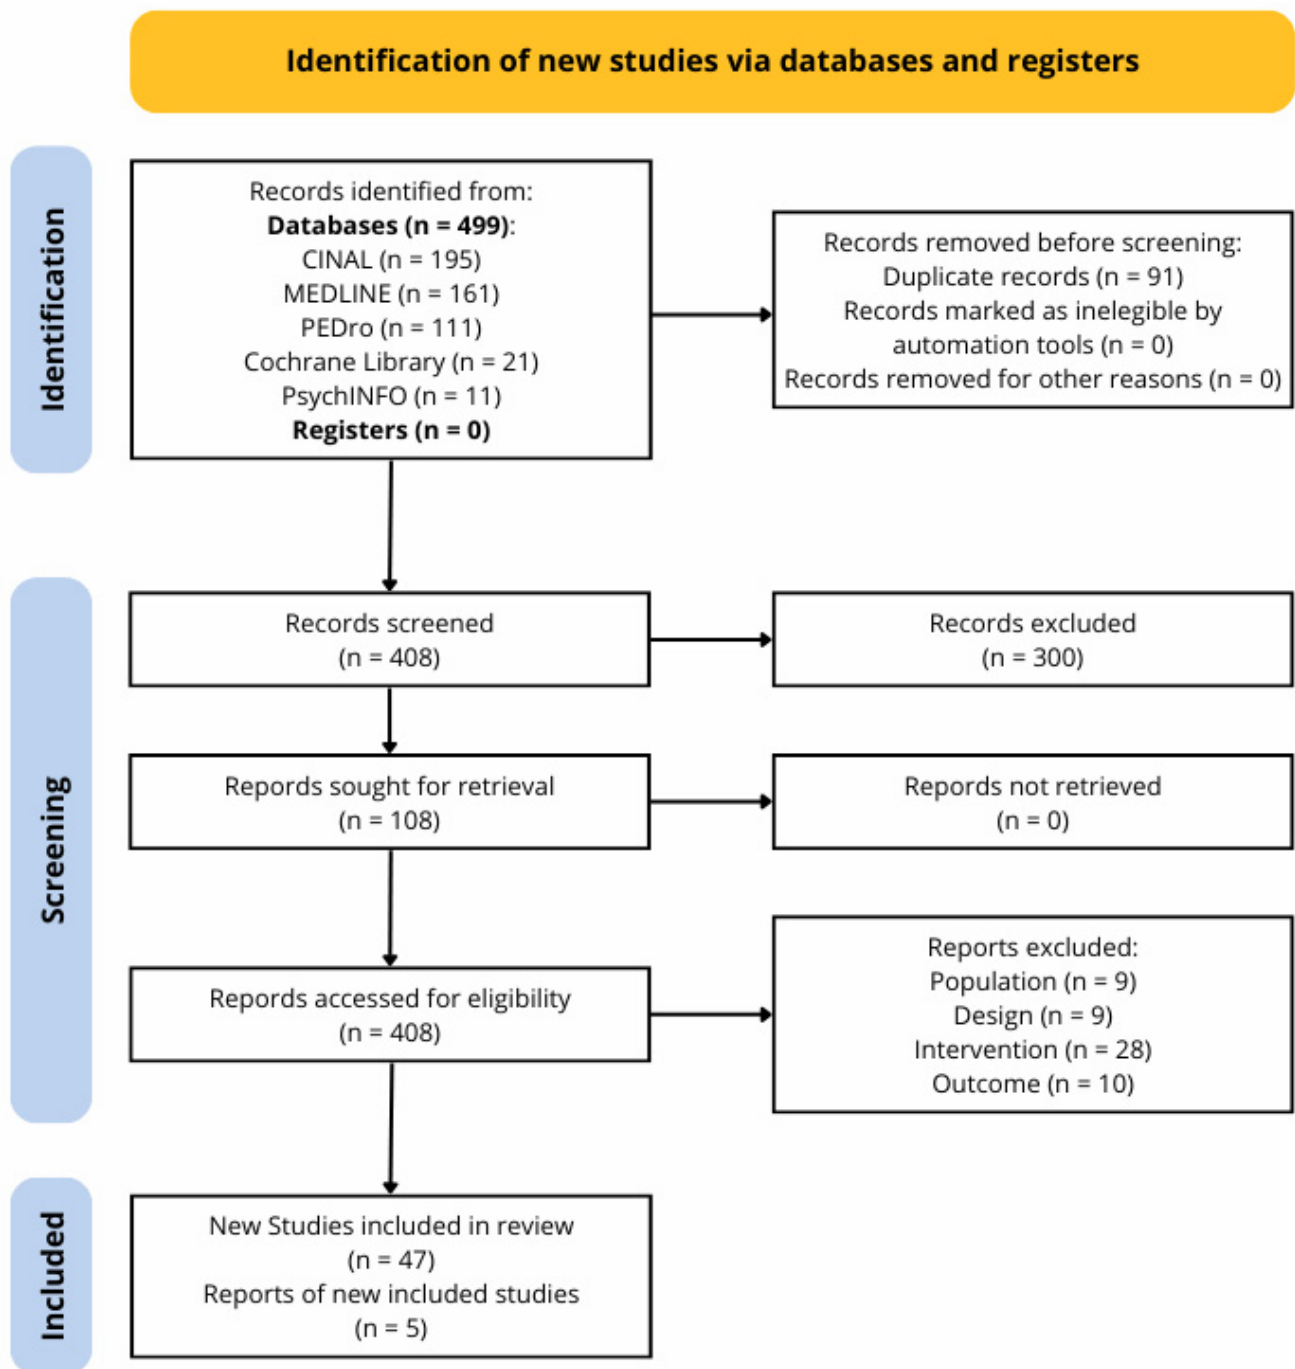 Identification of new studies via databases and registers
Identification
Records identified from:
Databases (n = 499):
CINAL (n = 195)
MEDLINE (n = 161)
PEDro (n = 111)
Cochrane Library (n = 21)
PsychINFO (n = 11)
Registers (n = 0)
Records removed before screening:
Duplicate records (n = 91)
Records marked as inelegible by
automation tools (n = 0)
Records removed for other reasons (n = 0)
Screening
Records screened
(n = 408)
Records excluded
(n = 300)
Repords sought for retrieval
(n = 108)
Repords not retrieved
(n = 0)
Repords accessed for eligibility
(n = 408)
Reports excluded:
Population (n = 9)
Design (n = 9)
Intervention (n = 28)
Outcome (n = 10)
Included
New Studies included in review
(n = 47)
Reports of new included studies
(n = 5)